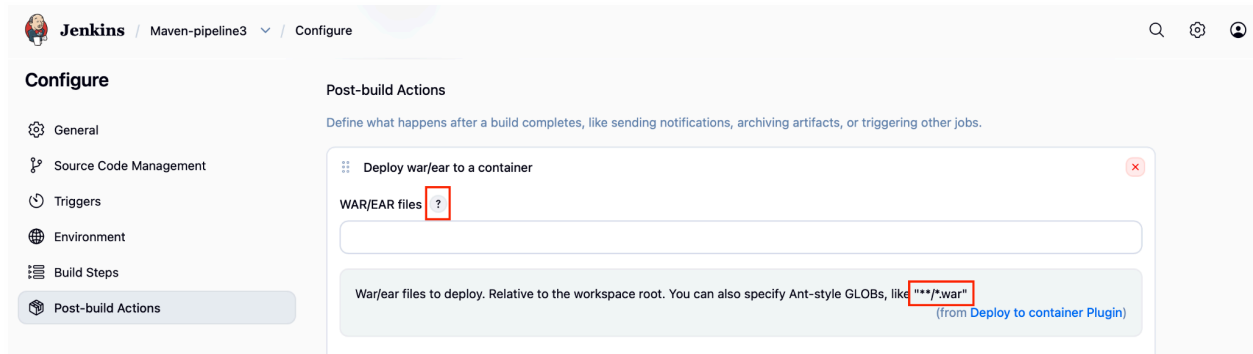 Jenkins / Maven-pipeline3 / Configure
Configure
General
Source Code Management
Triggers
Environment
Build Steps
Post-build Actions
Post-build Actions
Define what happens after a build completes, like sending notifications, archiving artifacts, or triggering other jobs.
Deploy war/ear to a container
WAR/EAR files ?
War/ear files to deploy. Relative to the workspace root. You can also specify Ant-style GLOBs, like "**/*.war"
(from Deploy to container Plugin)